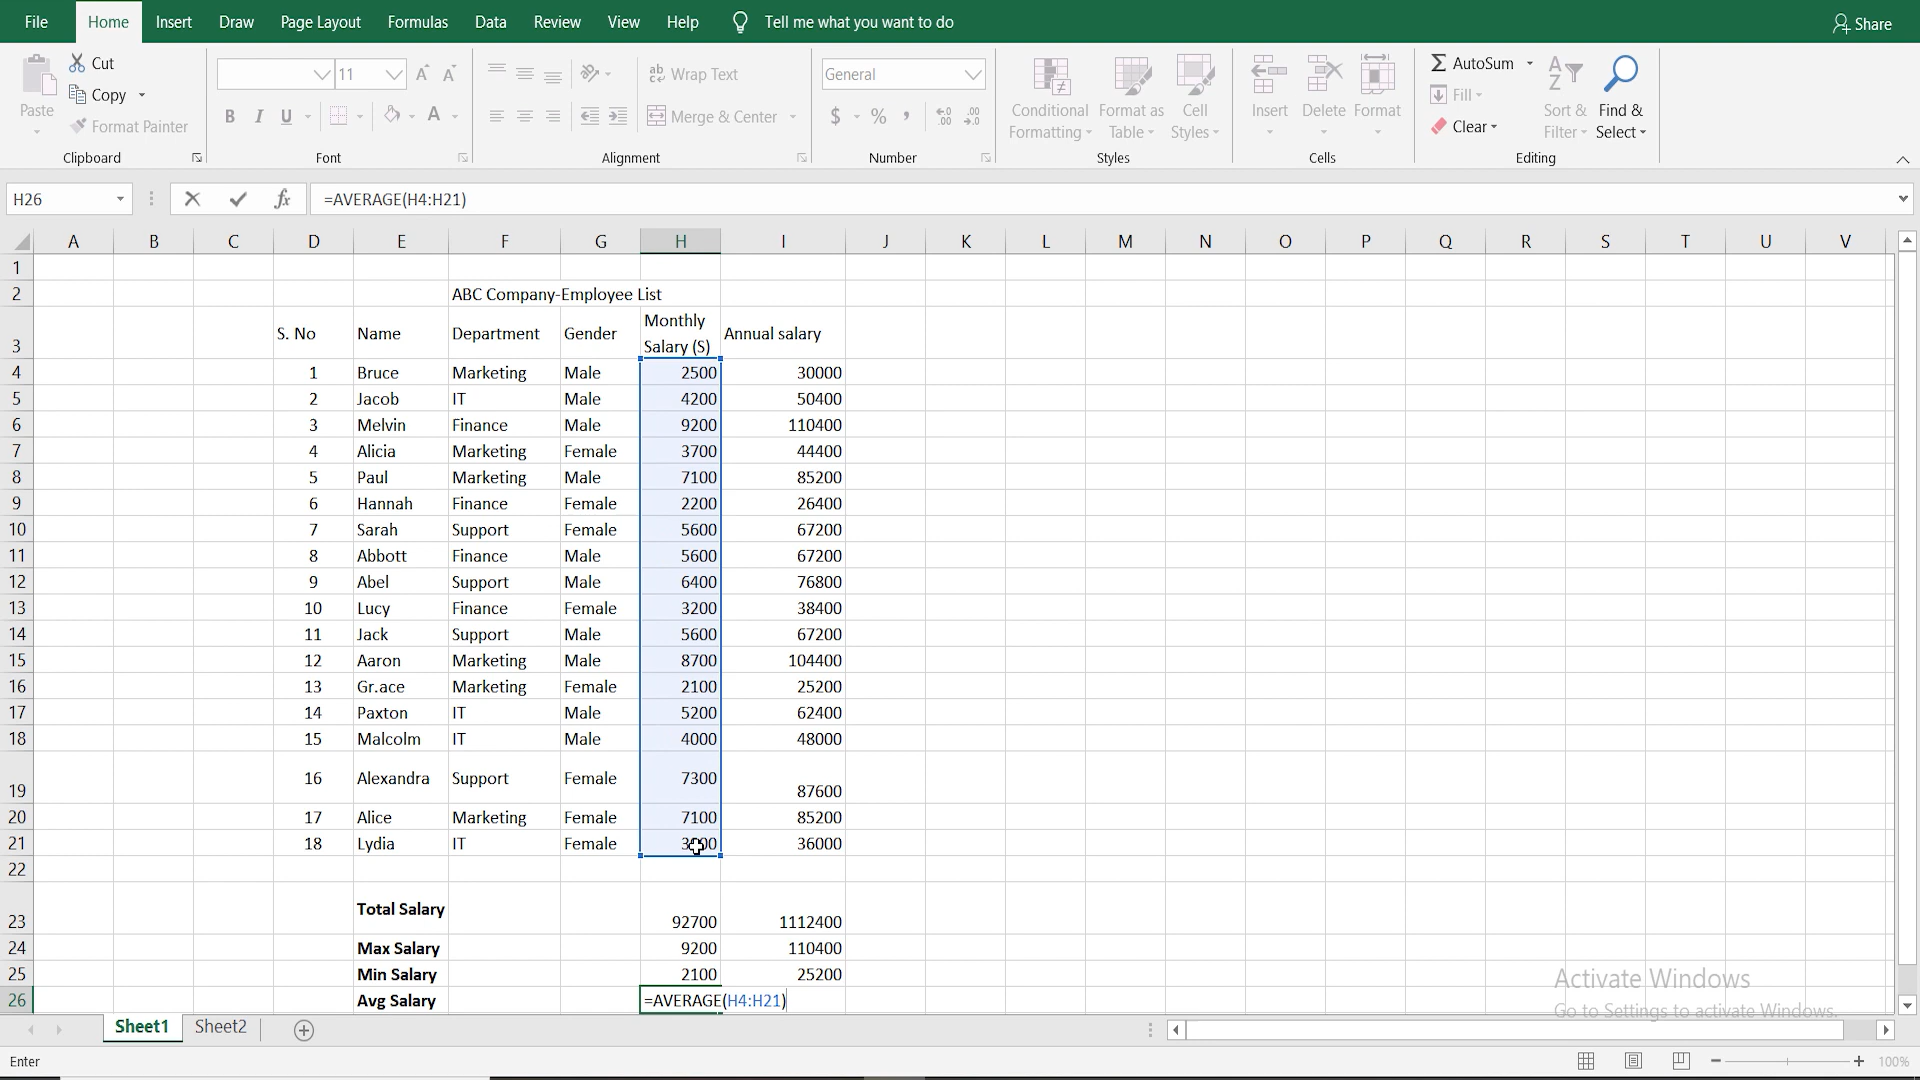 File Home Insert Draw Page Layout Formulas Data Review View Help Tell me what you want to do Share
Paste Cut Copy Format Painter Clipboard
11 B I U Font
Wrap Text Merge & Center Alignment
General $ % , Number
Conditional Formatting Format as Table Cell Styles Styles
Insert Delete Format Cells
AutoSum Fill Clear Sort & Filter Find & Select Editing
H26 fx =AVERAGE(H4:H21)
A B C D E F G H I J K L M N O P Q R S T U V
1
2 ABC Company-Employee List
3 S. No Name Department Gender Monthly Salary (S) Annual salary
4 1 Bruce Marketing Male 2500 30000
5 2 Jacob IT Male 4200 50400
6 3 Melvin Finance Male 9200 110400
7 4 Alicia Marketing Female 3700 44400
8 5 Paul Marketing Male 7100 85200
9 6 Hannah Finance Female 2200 26400
10 7 Sarah Support Female 5600 67200
11 8 Abbott Finance Male 5600 67200
12 9 Abel Support Male 6400 76800
13 10 Lucy Finance Female 3200 38400
14 11 Jack Support Male 5600 67200
15 12 Aaron Marketing Male 8700 104400
16 13 Gr.ace Marketing Female 2100 25200
17 14 Paxton IT Male 5200 62400
18 15 Malcolm IT Male 4000 48000
19 16 Alexandra Support Female 7300 87600
20 17 Alice Marketing Female 7100 85200
21 18 Lydia IT Female 36000
22
23 Total Salary 92700 1112400
24 Max Salary 9200 110400
25 Min Salary 2100 25200
26 Avg Salary =AVERAGE(H4:H21)
Activate Windows
Go to Settings to activate Windows.
Sheet1 Sheet2
Enter 100%